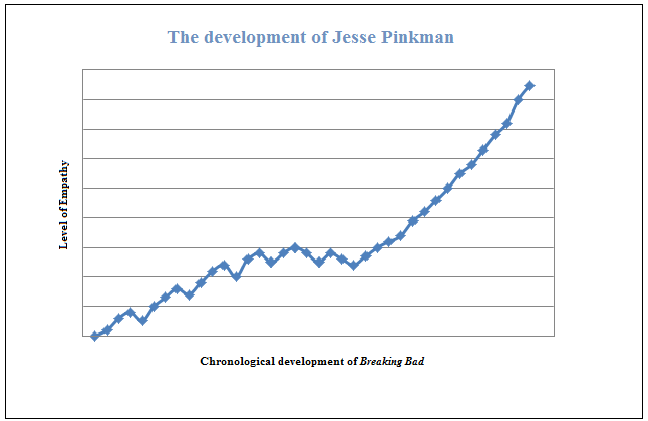 The development of Jesse Pinkman
Level of Empathy
Chronological development of Breaking Bad